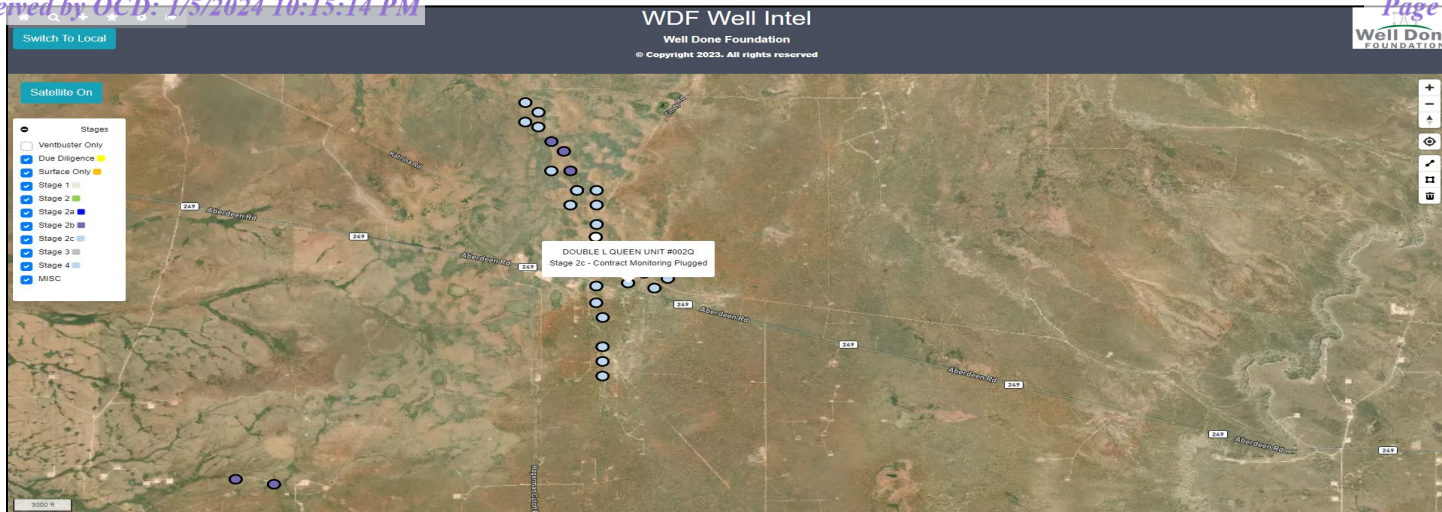 eived by OCD: 1/5/2024 10:15:14 PM
Page
WDF Well Intel
Well Done Foundation
© Copyright 2023. All rights reserved
Switch To Local
Well Don
FOUNDATION
Satellite On
Stages
Ventbuster Only
Due Diligence
Surface Only
Stage 1
Stage 2
Stage 2a
Stage 2b
Stage 2c
Stage 3
Stage 4
MISC
Katrina Rd
249
Aberdeen Rd
249
Aberdeen Rd
249
DOUBLE L QUEEN UNIT #002Q
Stage 2c - Contract Monitoring Plugged
249
Aberdeen Rd
249
Aberdeen Rd
249
249
Aberdeen Rd
249
3000 ft